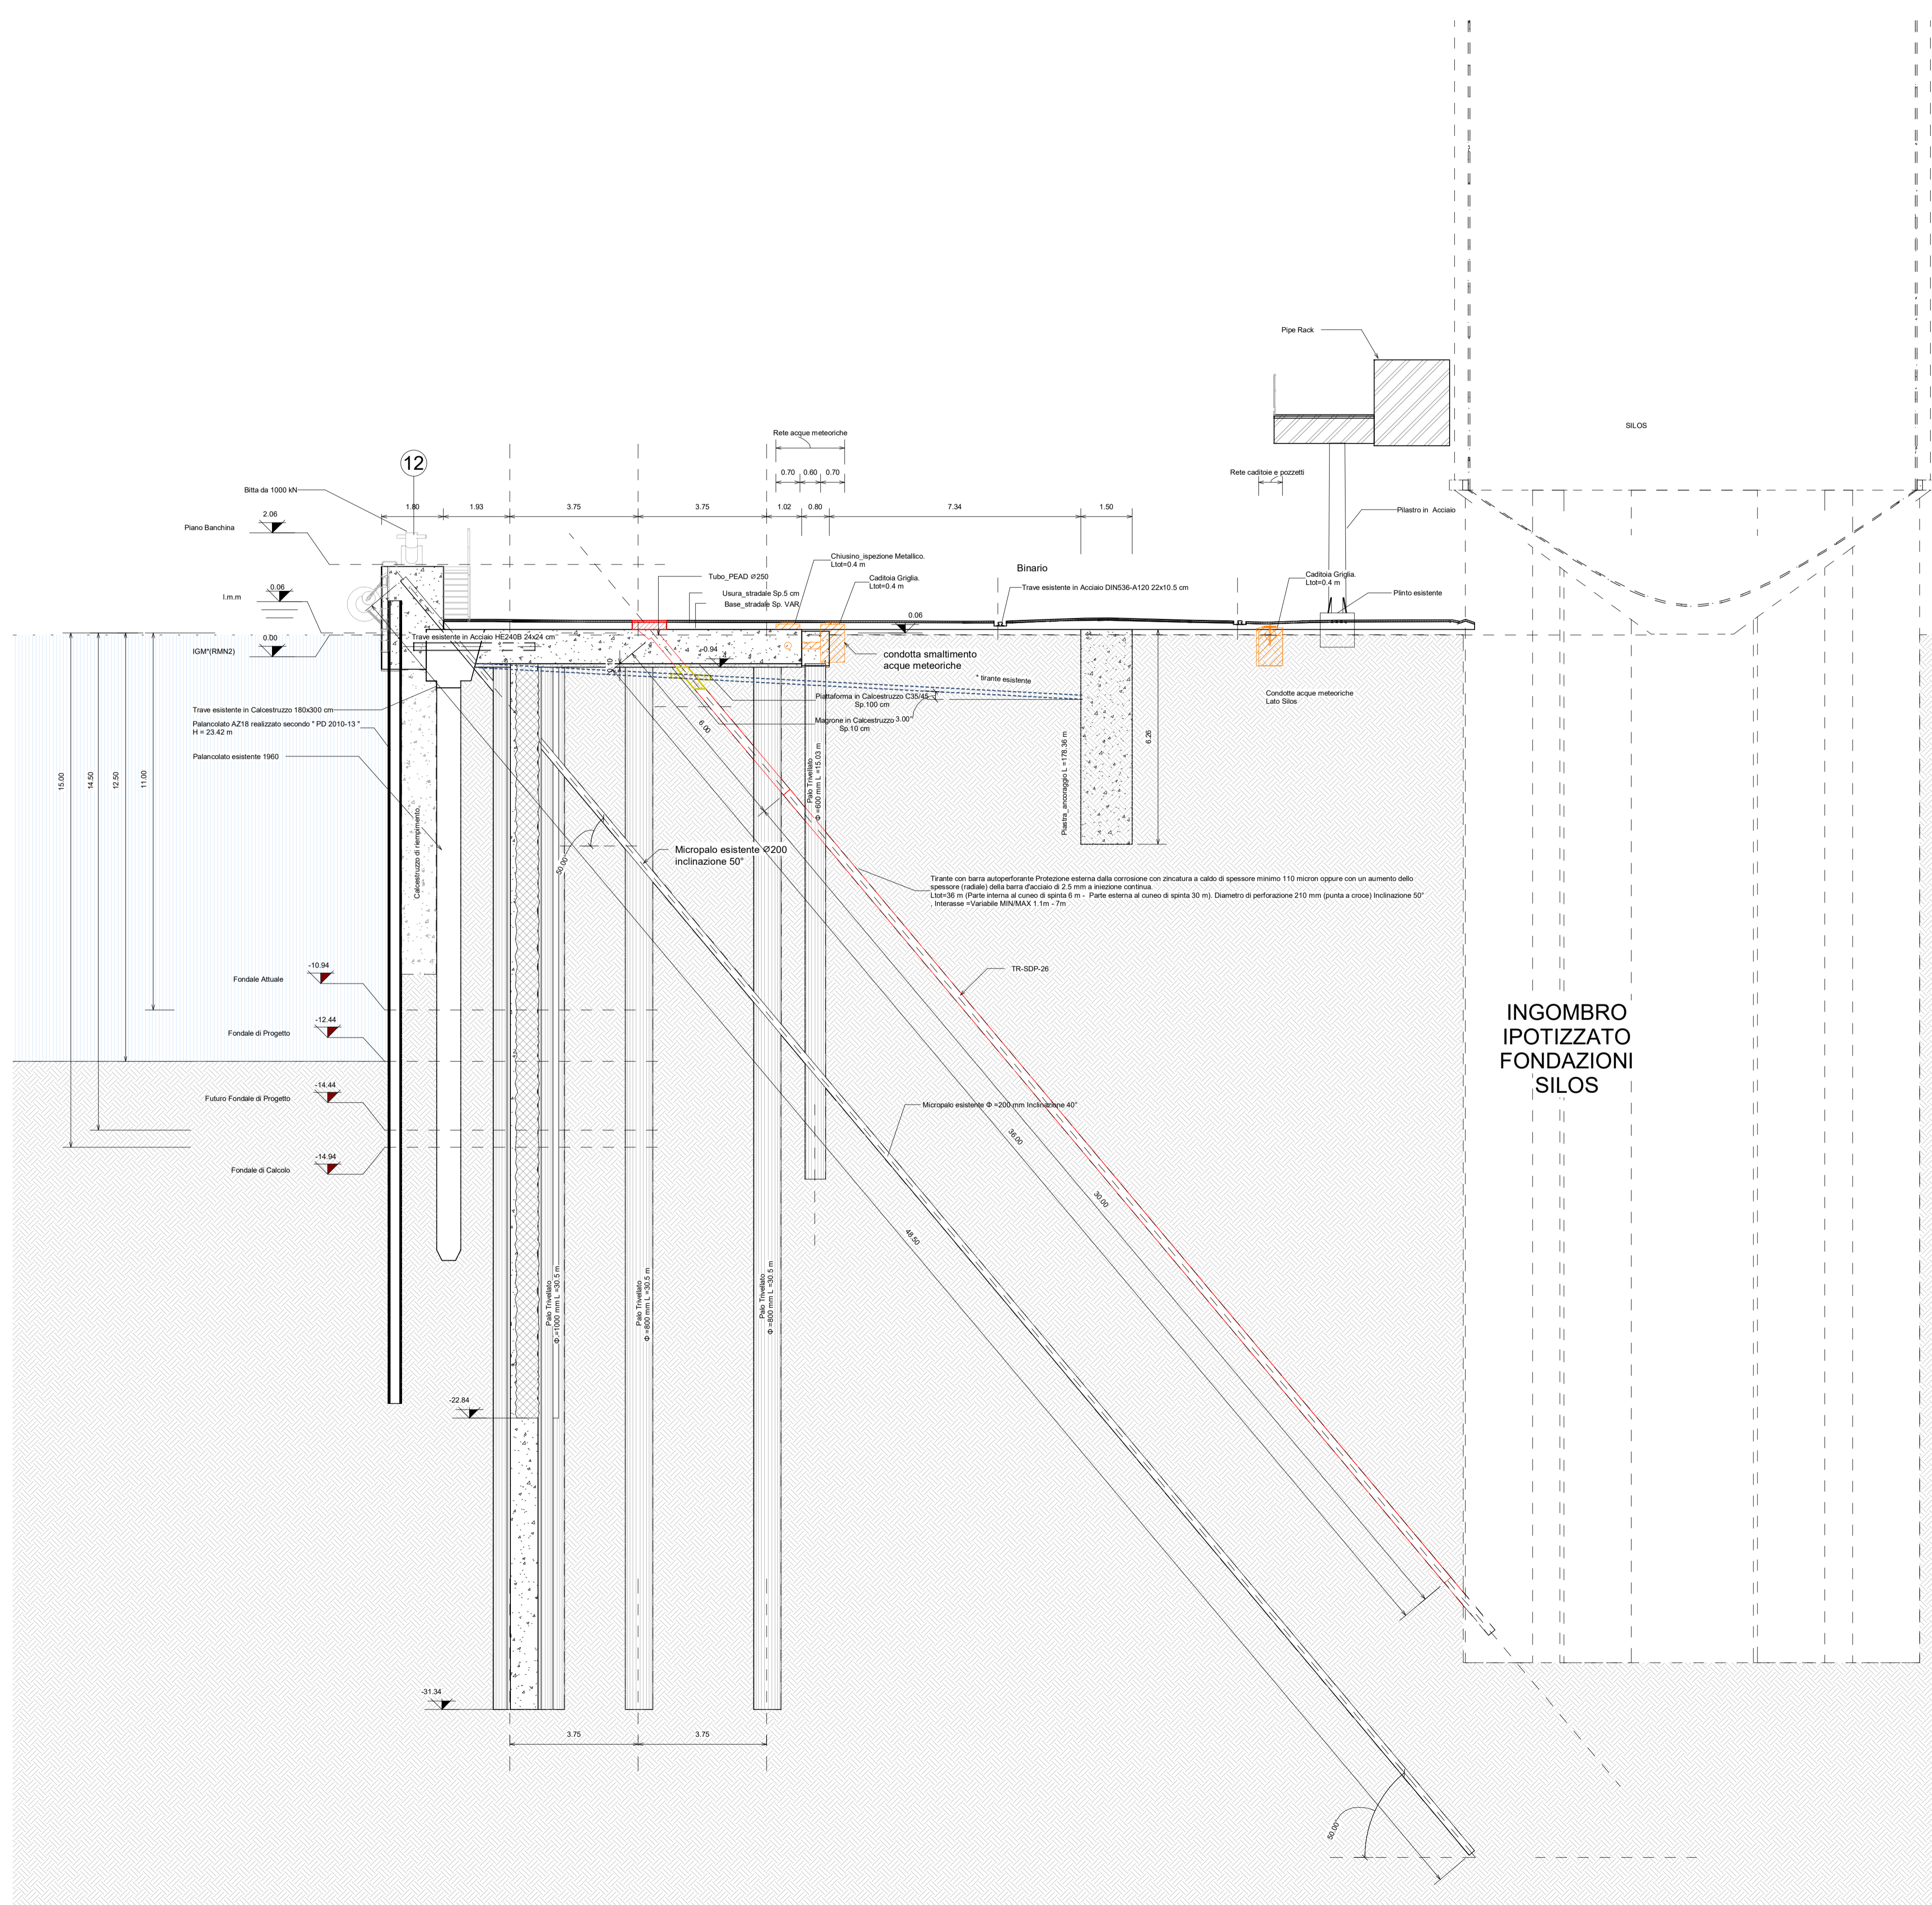 Pipe Rack
SILOS
Rete acque meteoriche
12
0.70
0.60
0.70
Rete caditoie e pozzetti
Bitta da 1000 kN
1.80
1.93
3.75
3.75
1.02
0.80
7.34
1.50
Pilastro in Acciaio
2.06
Piano Banchina
Chiusino_ispezione Metallico.
Ltot=0.4 m
Binario
Tubo_PEAD ∅250
Caditoia Griglia.
Ltot=0.4 m
Caditoia Griglia.
Ltot=0.4 m
Trave esistente in Acciaio DIN536-A120 22x10.5 cm
Plinto esistente
0.06
l.m.m
Usura_stradale Sp.5 cm
Base_stradale Sp. VAR
0.06
Trave esistente in Acciaio HE240B 24x24 cm
0.00
IGM*(RMN2)
-0.94
condotta smaltimento
acque meteoriche
* tirante esistente
Piattaforma in Calcestruzzo C35/45
Sp.100 cm
Condotte acque meteoriche
Lato Silos
Trave esistente in Calcestruzzo 180x300 cm
Palancolato AZ18 realizzato secondo " PD 2010-13 "
H = 23.42 m
Magrone in Calcestruzzo
Sp.10 cm
3.00°
6.00
6.26
Palancolato esistente 1960
15.00
14.50
12.50
11.00
Palo Trivellato
Φ =600 mm L =15.03 m
Piastra_ancoraggio L =178.36 m
Calcestruzzo di riempimento
50.00
Micropalo esistente ∅200
inclinazione 50°
Tirante con barra autoperforante Protezione esterna dalla corrosione con zincatura a caldo di spessore minimo 110 micron oppure con un aumento dello
spessore (radiale) della barra d'acciaio di 2.5 mm a iniezione continua.
Ltot=36 m (Parte interna al cuneo di spinta 6 m - Parte esterna al cuneo di spinta 30 m). Diametro di perforazione 210 mm (punta a croce) Inclinazione 50°
, Interasse =Variabile MIN/MAX 1.1m - 7m
TR-SDP-26
-10.94
Fondale Attuale
-12.44
Fondale di Progetto
INGOMBRO
IPOTIZZATO
FONDAZIONI
SILOS
-14.44
Futuro Fondale di Progetto
Micropalo esistente Φ =200 mm Inclinazione 40°
36.00
-14.94
Fondale di Calcolo
30.00
48.50
Palo Trivellato
Φ =1000 mm L =30.5 m
Palo Trivellato
Φ =800 mm L =30.5 m
Palo Trivellato
Φ =800 mm L =30.5 m
-22.84
-31.34
3.75
3.75
50.00